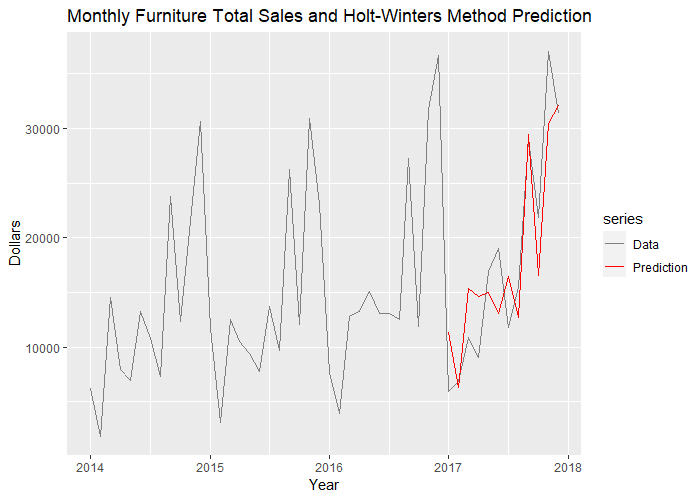 Monthly Furniture Total Sales and Holt-Winters Method Prediction
Dollars
30000
20000
10000
2014 2015 2016 2017 2018
Year
series
Data
Prediction